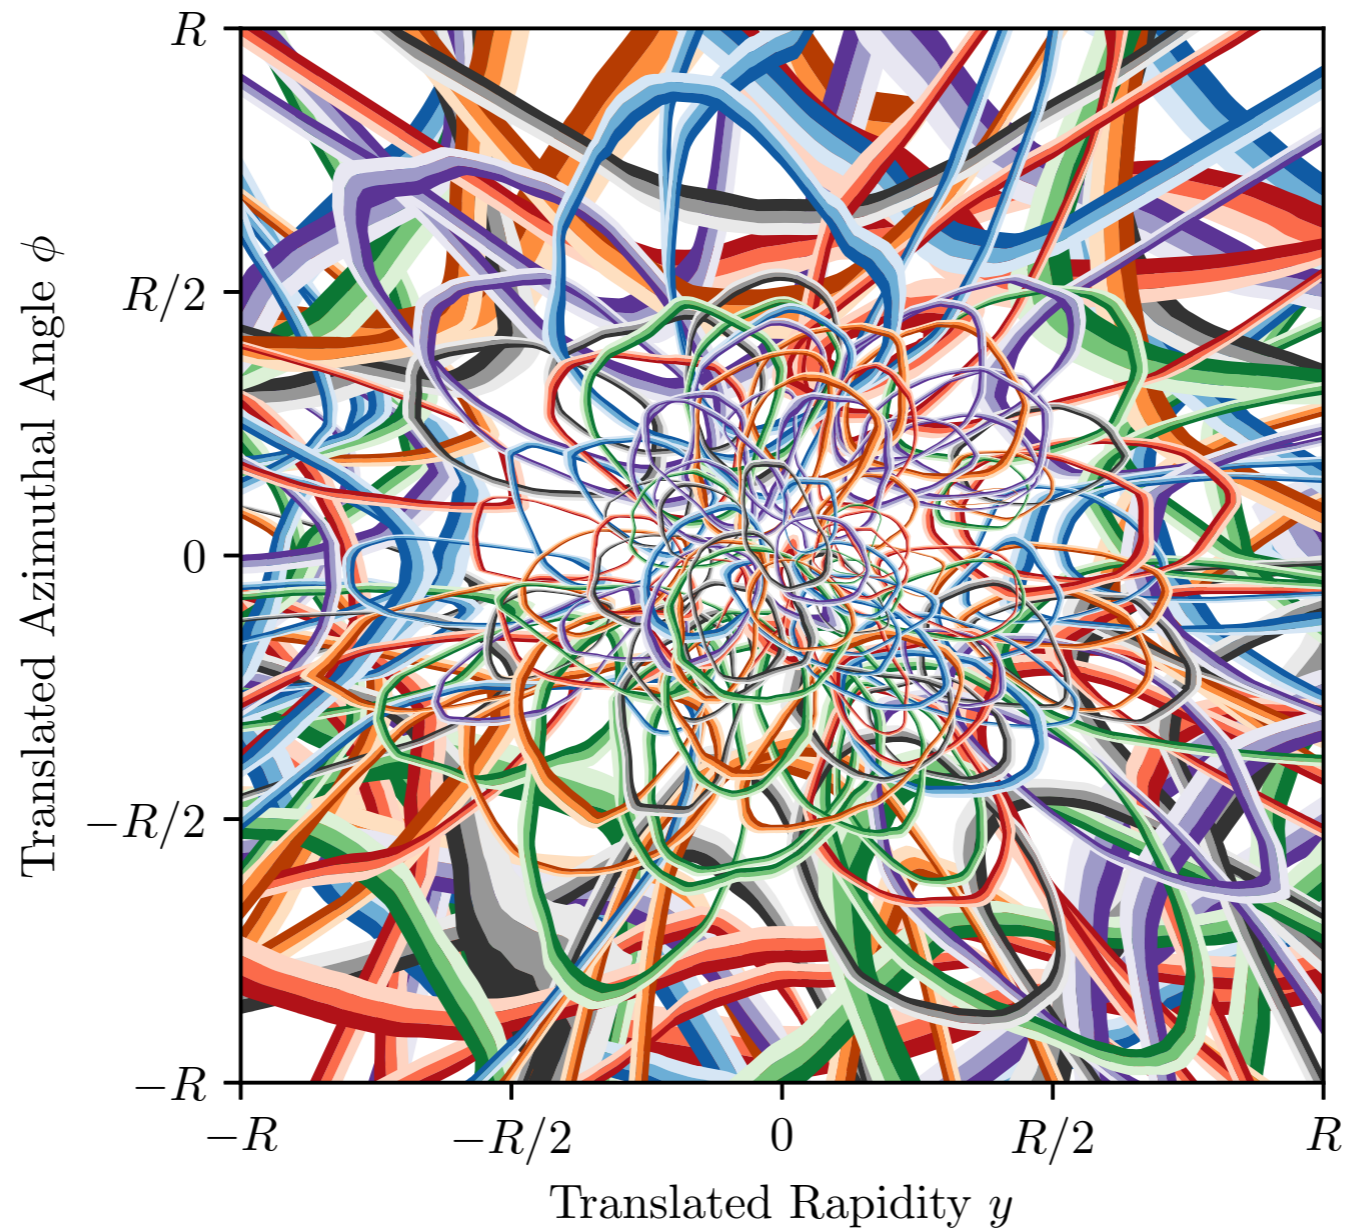 R
R/2
0
−R/2
−R
−R
−R/2
0
R/2
R
Translated Azimuthal Angle ϕ
Translated Rapidity y